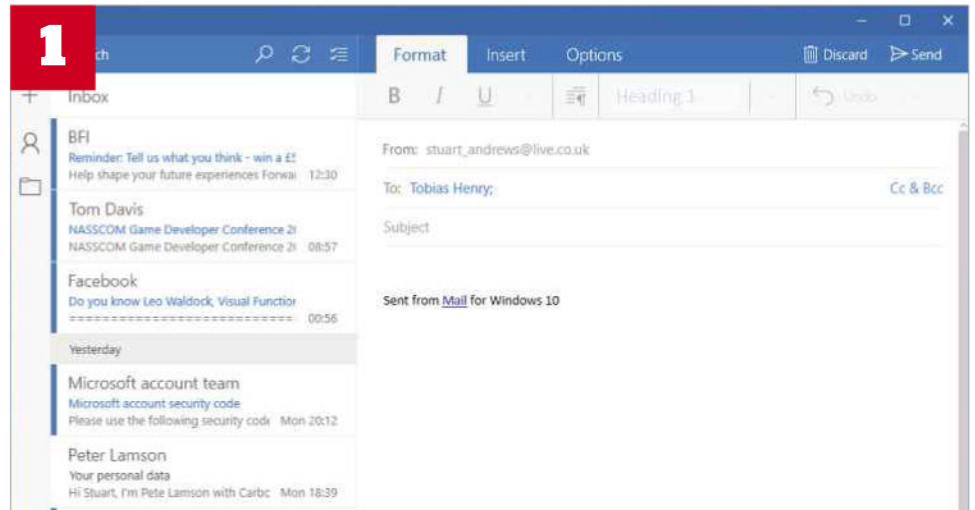 1
ch
Format Insert Options Discard Send
Inbox
B I U Heading 1 Undo
BFI
Reminder: Tell us what you think - win a £5
Help shape your future experiences Forwar 12:30
Tom Davis
NASSCOM Game Developer Conference 20
NASSCOM Game Developer Conference 20 08:57
Facebook
Do you know Leo Waldock, Visual Function
============================ 00:56
Yesterday
Microsoft account team
Microsoft account security code
Please use the following security code Mon 20:12
Peter Lamson
Your personal data
Hi Stuart, I'm Pete Lamson with Carbo Mon 18:39
From: stuart_andrews@live.co.uk
To: Tobias Henry; Cc & Bcc
Subject
Sent from Mail for Windows 10